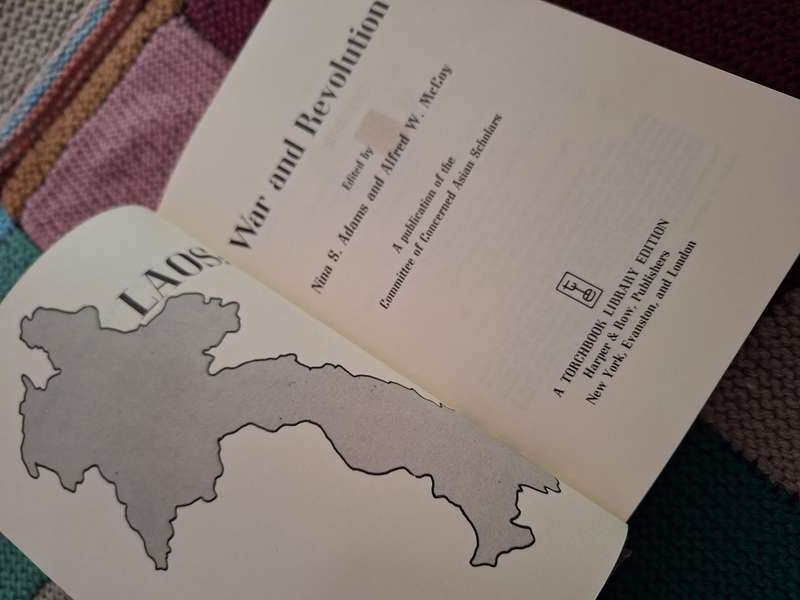 LAOS: War and Revolution
Edited by
Nina S. Adams and Alfred W. McCoy
A publication of the
Committee of Concerned Asian Scholars
A TORCHBOOK LIBRARY EDITION
Harper & Row, Publishers
New York, Evanston, and London